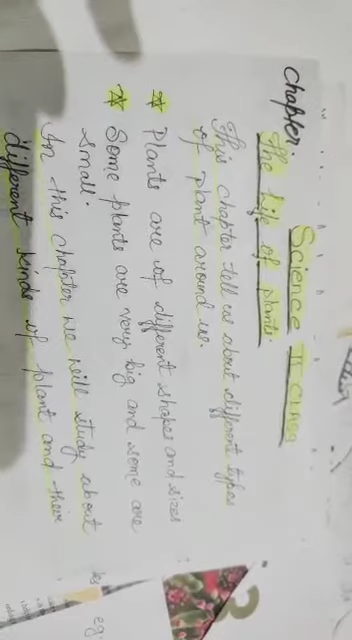 Science II class
Chapter.
The life of plants
This chapter tell us about different types
of plant around us.
☆ Plants are of different shapes and sizes
☆ Some plants are very big and some are
small.
In this chapter we will study about
different kinds of plant and their
3
eg